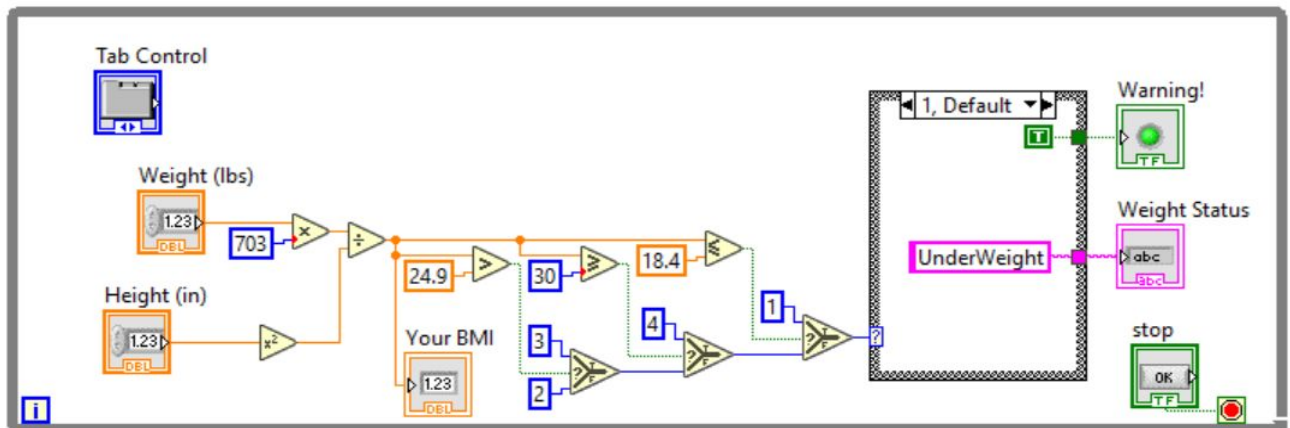 Tab Control
1, Default
Warning!
T
TF
Weight (lbs)
1.23
DBL
703
x
÷
Weight Status
abc
abc
UnderWeight
24.9
>
30
≥
18.4
≤
Height (in)
1.23
DBL
x²
Your BMI
1.23
DBL
3
2
? T F
4
? T F
1
? T F
?
stop
OK
TF
i